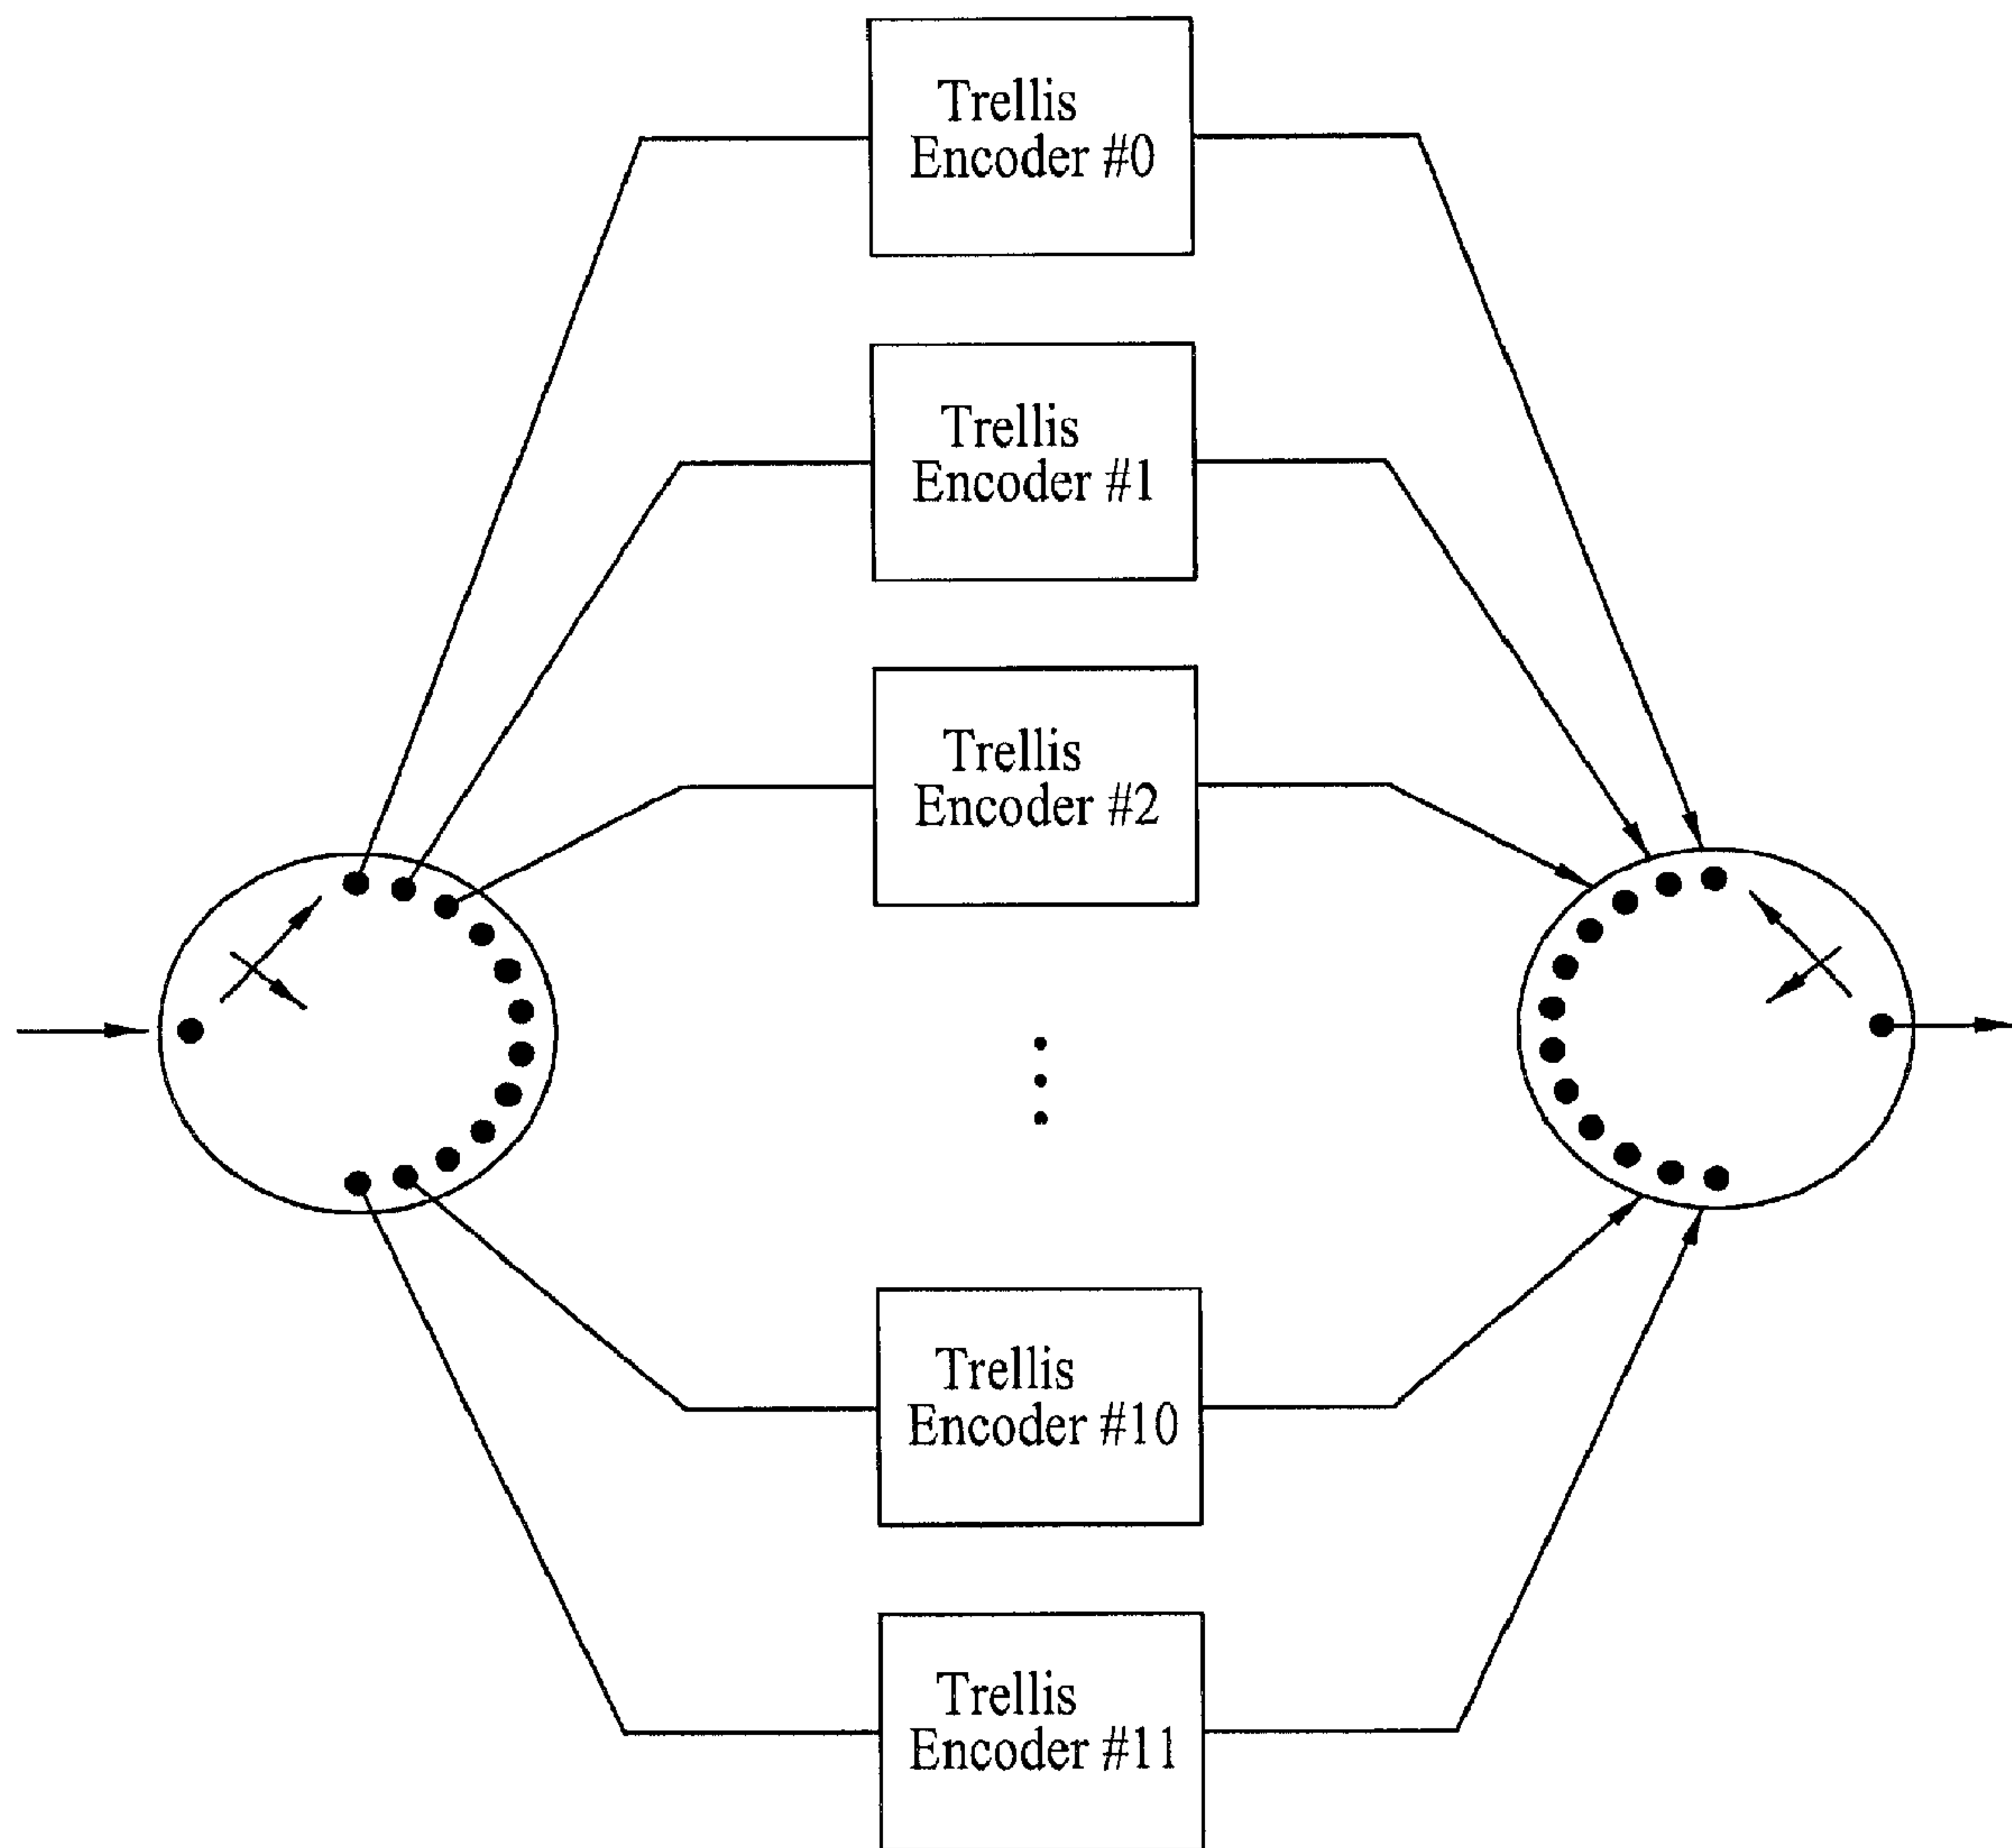 Trellis
Encoder #0
Trellis
Encoder #1
Trellis
Encoder #2
Trellis
Encoder #10
Trellis
Encoder #11